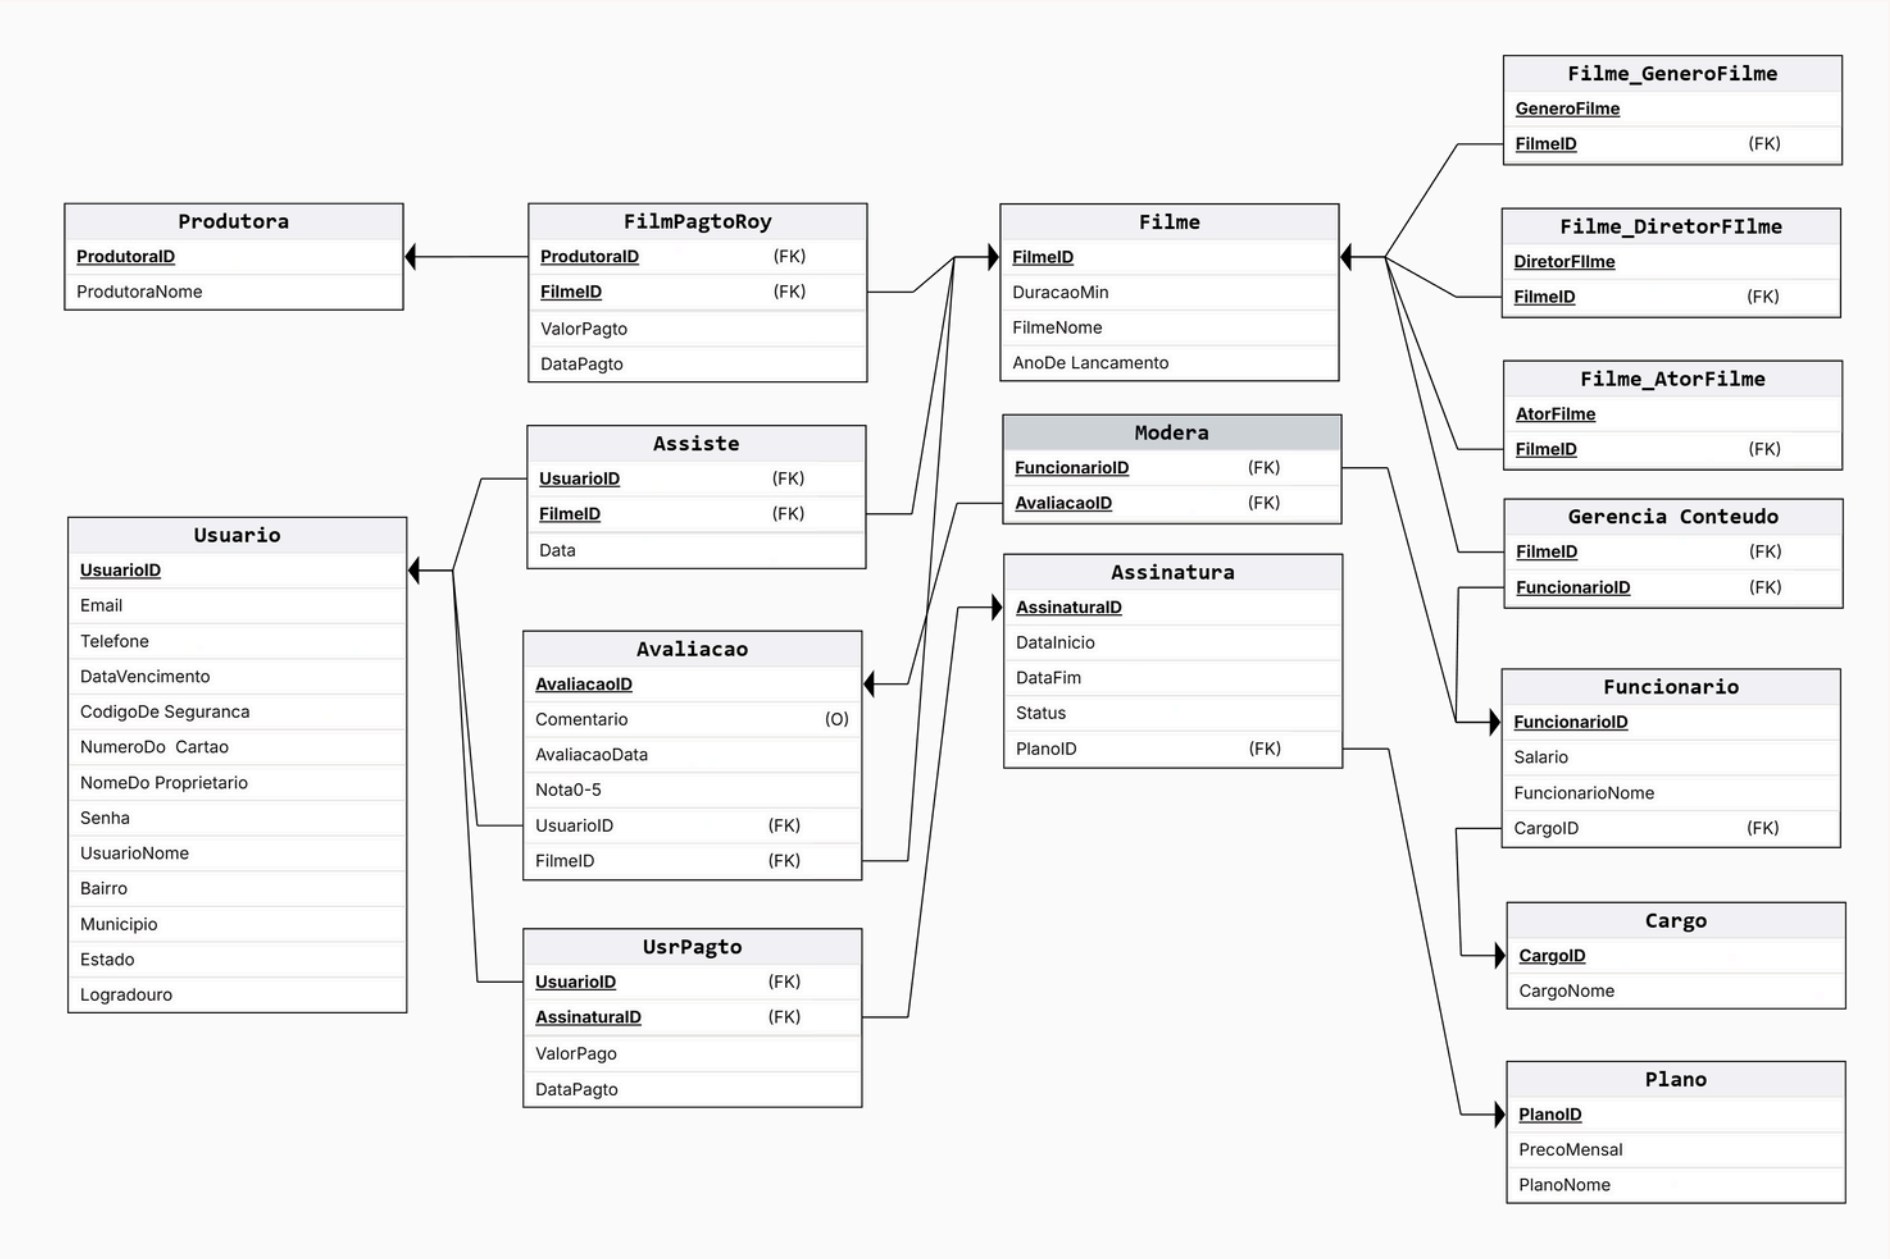 Produtora
ProdutoraID
ProdutoraNome
Usuario
UsuarioID
Email
Telefone
DataVencimento
CodigoDe Seguranca
NumeroDo  Cartao
NomeDo Proprietario
Senha
UsuarioNome
Bairro
Municipio
Estado
Logradouro
FilmPagtoRoy
ProdutoraID (FK)
FilmeID (FK)
ValorPagto
DataPagto
Assiste
UsuarioID (FK)
FilmeID (FK)
Data
Avaliacao
AvaliacaoID
Comentario (O)
AvaliacaoData
Nota0-5
UsuarioID (FK)
FilmeID (FK)
UsrPagto
UsuarioID (FK)
AssinaturaID (FK)
ValorPago
DataPagto
Filme
FilmeID
DuracaoMin
FilmeNome
AnoDe Lancamento
Modera
FuncionarioID (FK)
AvaliacaoID (FK)
Assinatura
AssinaturaID
DataInicio
DataFim
Status
PlanoID (FK)
Filme_GeneroFilme
GeneroFilme
FilmeID (FK)
Filme_DiretorFIlme
DiretorFIlme
FilmeID (FK)
Filme_AtorFilme
AtorFilme
FilmeID (FK)
Gerencia Conteudo
FilmeID (FK)
FuncionarioID (FK)
Funcionario
FuncionarioID
Salario
FuncionarioNome
CargoID (FK)
Cargo
CargoID
CargoNome
Plano
PlanoID
PrecoMensal
PlanoNome